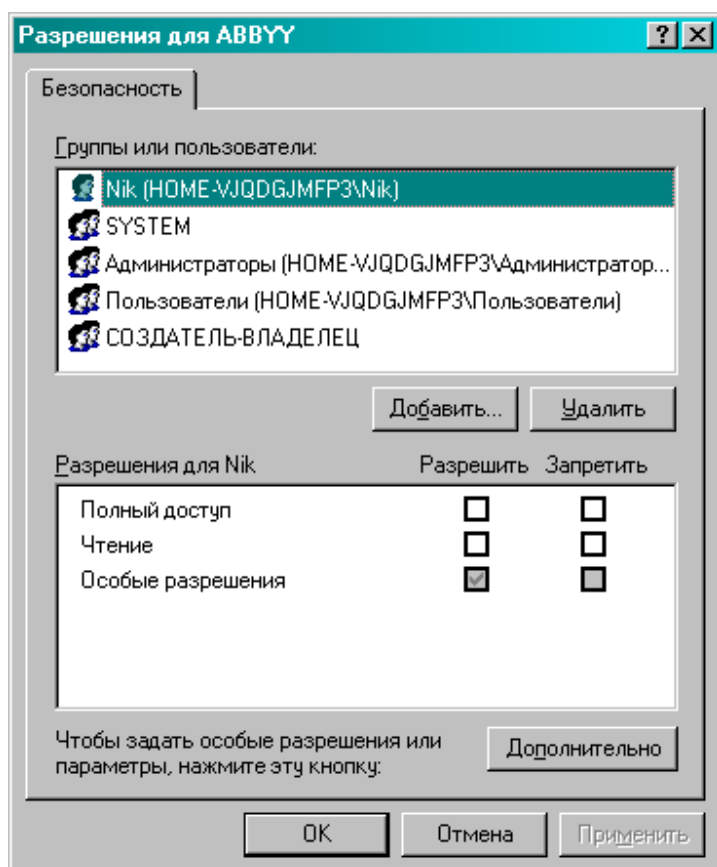 Разрешения для ABBYY
Безопасность
Группы или пользователи:
Nik (HOME-VJQDGJMFP3\Nik)
SYSTEM
Администраторы (HOME-VJQDGJMFP3\Администратор...
Пользователи (HOME-VJQDGJMFP3\Пользователи)
СОЗДАТЕЛЬ-ВЛАДЕЛЕЦ
Добавить... Удалить
Разрешения для Nik Разрешить Запретить
Полный доступ
Чтение
Особые разрешения
Чтобы задать особые разрешения или
параметры, нажмите эту кнопку:
Дополнительно
OK Отмена Применить